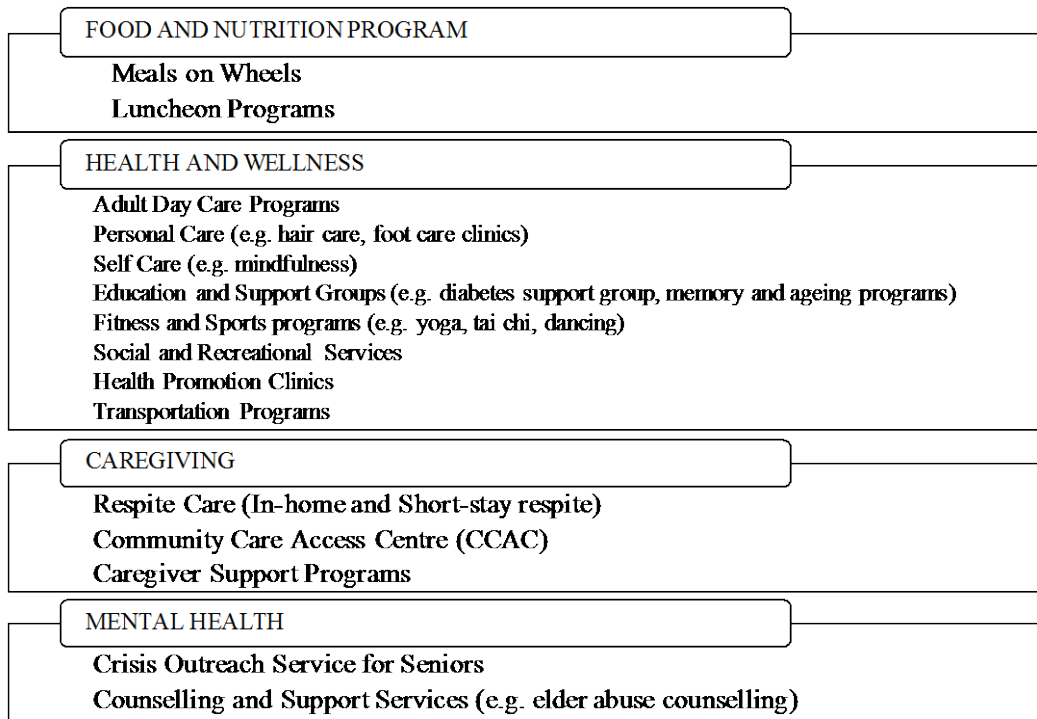 FOOD AND NUTRITION PROGRAM
Meals on Wheels
Luncheon Programs
HEALTH AND WELLNESS
Adult Day Care Programs
Personal Care (e.g. hair care, foot care clinics)
Self Care (e.g. mindfulness)
Education and Support Groups (e.g. diabetes support group, memory and ageing programs)
Fitness and Sports programs (e.g. yoga, tai chi, dancing)
Social and Recreational Services
Health Promotion Clinics
Transportation Programs
CAREGIVING
Respite Care (In-home and Short-stay respite)
Community Care Access Centre (CCAC)
Caregiver Support Programs
MENTAL HEALTH
Crisis Outreach Service for Seniors
Counselling and Support Services (e.g. elder abuse counselling)